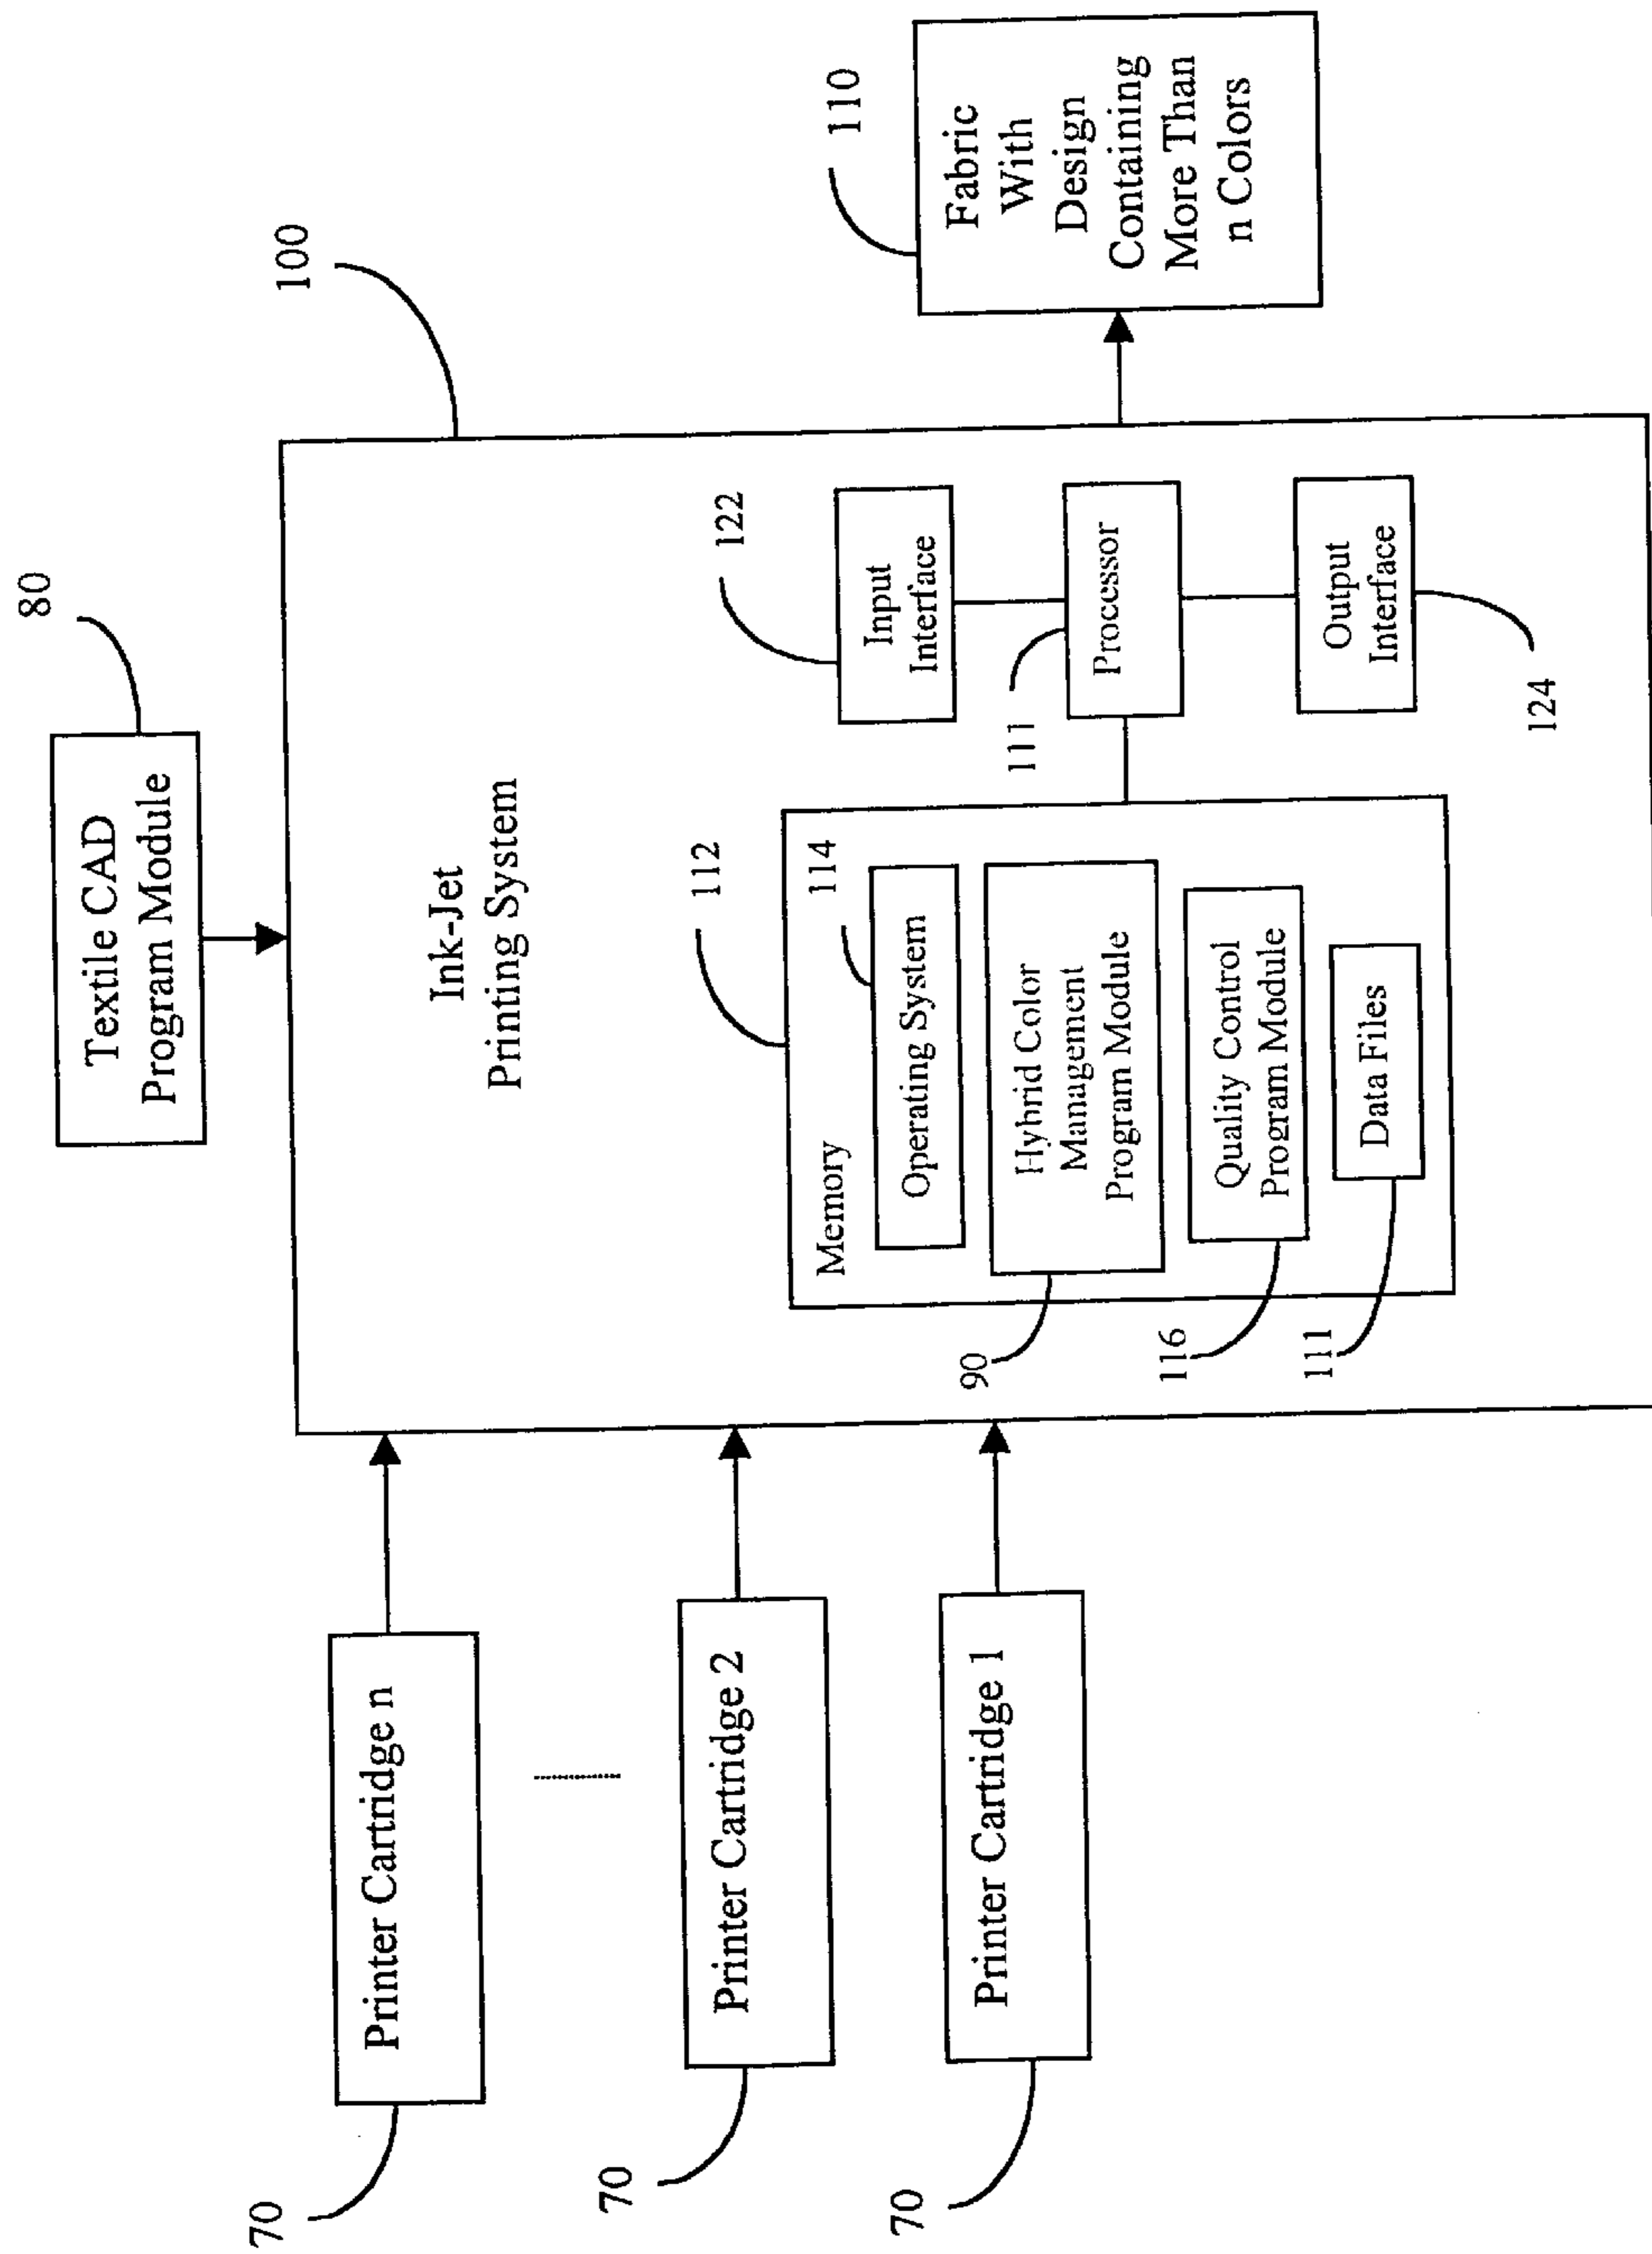 80
Textile CAD
Program Module
100
Ink-Jet
Printing System
70
Printer Cartridge n
70
Printer Cartridge 2
70
Printer Cartridge 1
112
Memory
114
Operating System
90
Hybrid Color
Management
Program Module
116
Quality Control
Program Module
111
Data Files
122
Input
Interface
111
Processor
Output
Interface
124
110
Fabric
With
Design
Containing
More Than
n Colors